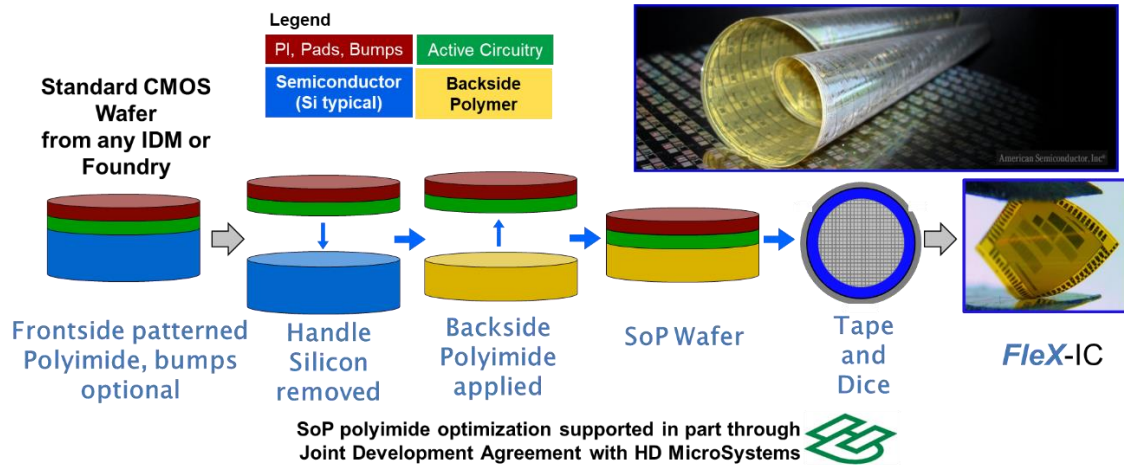 Legend
PI, Pads, Bumps
Active Circuitry
Semiconductor
(Si typical)
Backside
Polymer
American Semiconductor, Inc®
Standard CMOS
Wafer
from any IDM or
Foundry
Frontside patterned
Polyimide, bumps
optional
Handle
Silicon
removed
Backside
Polyimide
applied
SoP Wafer
Tape
and
Dice
FleX-IC
SoP polyimide optimization supported in part through
Joint Development Agreement with HD MicroSystems